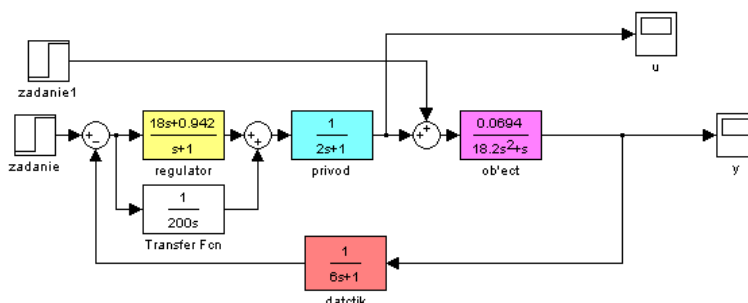 u
zadanie1
+
+
zadanie
+
−
18s+0.942
s+1
regulator
+
+
1
2s+1
privod
0.0694
18.2s²+s
ob'ect
y
1
200s
Transfer Fcn
1
6s+1
datctik